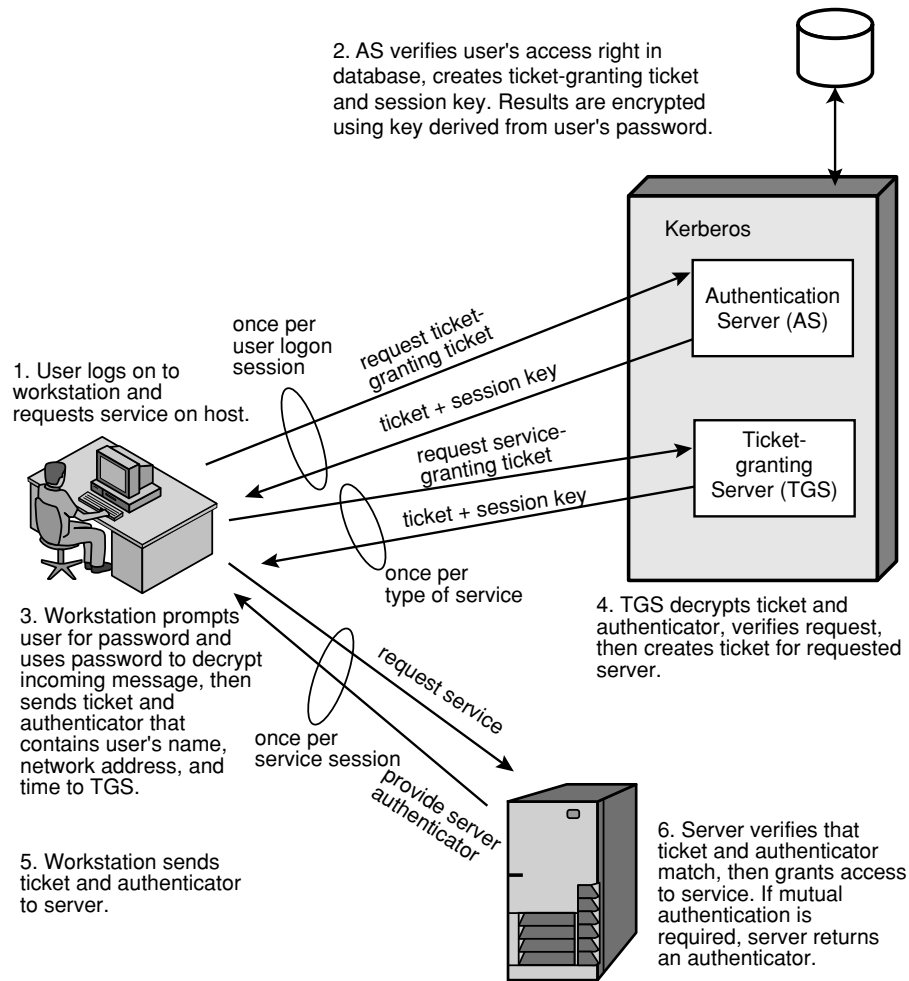 2. AS verifies user's access right in
database, creates ticket-granting ticket
and session key. Results are encrypted
using key derived from user's password.
Kerberos
Authentication
Server (AS)
once per
user logon
session
request ticket-
granting ticket
1. User logs on to
workstation and
requests service on host.
ticket + session key
request service-
granting ticket
Ticket-
granting
Server (TGS)
ticket + session key
once per
type of service
3. Workstation prompts
user for password and
uses password to decrypt
incoming message, then
sends ticket and
authenticator that
contains user's name,
network address, and
time to TGS.
4. TGS decrypts ticket and
authenticator, verifies request,
then creates ticket for requested
server.
request service
once per
service session
provide server
authenticator
5. Workstation sends
ticket and authenticator
to server.
6. Server verifies that
ticket and authenticator
match, then grants access
to service. If mutual
authentication is
required, server returns
an authenticator.